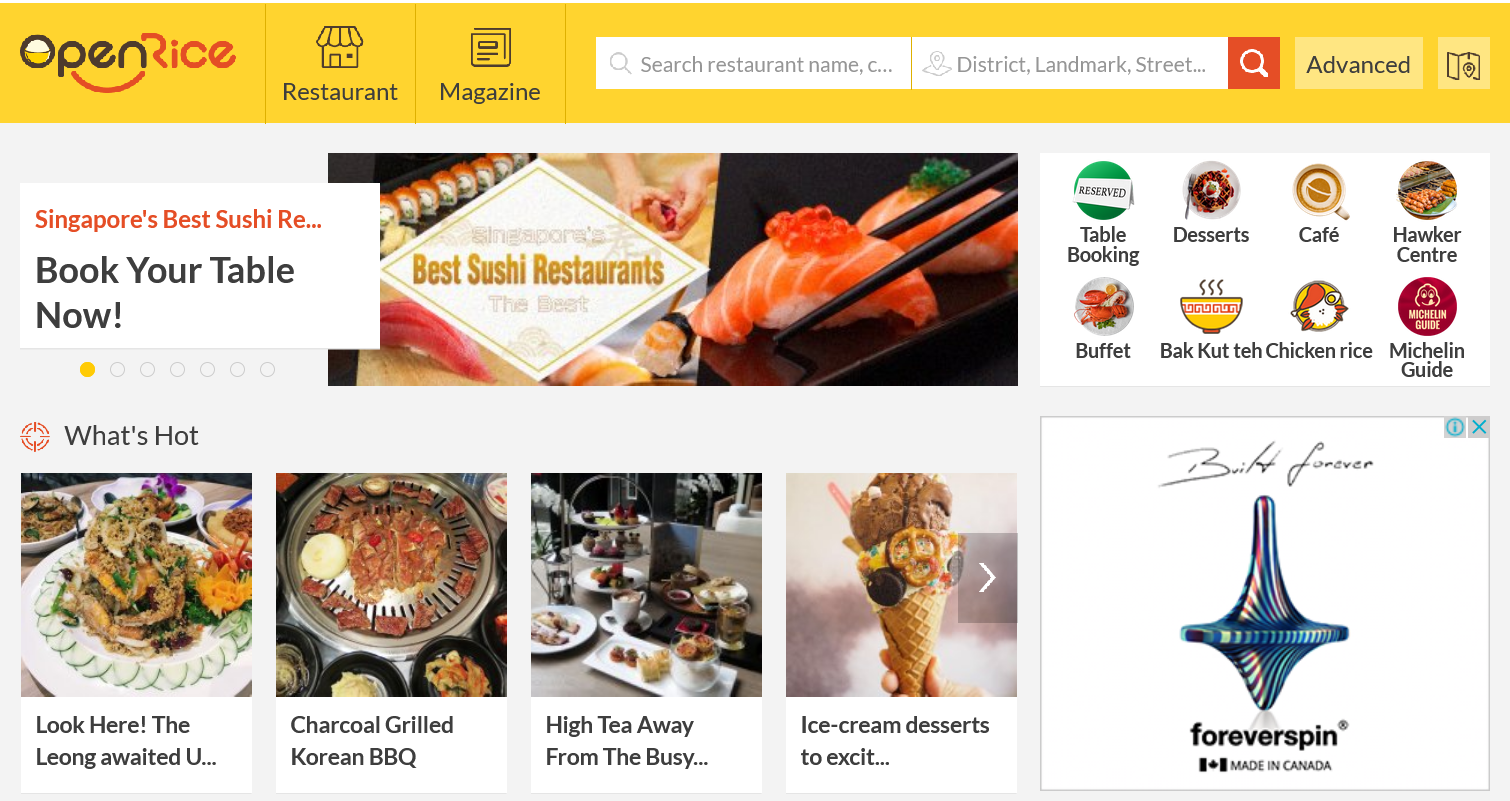 OpenRice
Restaurant
Magazine
Search restaurant name, c...
District, Landmark, Street...
Advanced
Singapore's Best Sushi Re...
Book Your Table
Now!
Singapore's
Best Sushi Restaurants
The Best
RESERVED
Table
Booking
Desserts
Café
Hawker
Centre
Buffet
Bak Kut teh
Chicken rice
MICHELIN
GUIDE
Michelin
Guide
What's Hot
Look Here! The
Leong awaited U...
Charcoal Grilled
Korean BBQ
High Tea Away
From The Busy...
Ice-cream desserts
to excit...
Built forever
foreverspin®
MADE IN CANADA